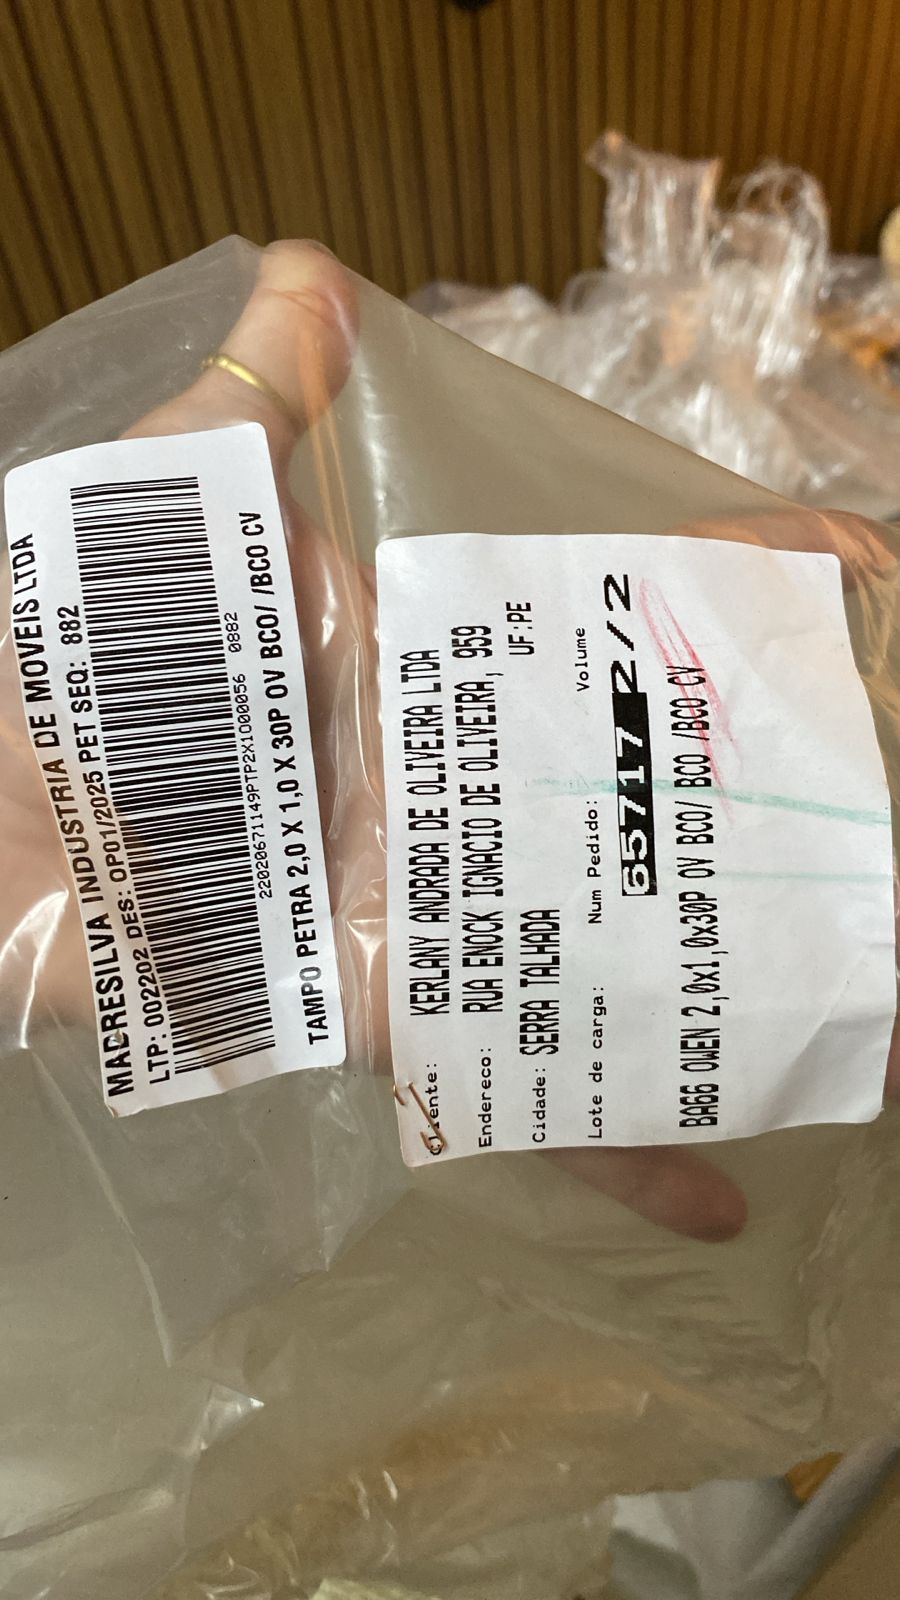 MADRESILVA INDUSTRIA DE MOVEIS LTDA
LTP: 002202 DES: OP01/2025 PET SEQ: 882
22020671149PTP2X1000056 0882
TAMPO PETRA 2,0 X 1,0 X 30P OV BCO/ /BCO CV
Cliente: KERLANY ANDRADA DE OLIVEIRA LTDA
Endereco: RUA ENOCK IGNACIO DE OLIVEIRA, 959
Cidade: SERRA TALHADA UF:PE
Lote de carga: Num Pedido: Volume
65717 2/2
BA66 OWEN 2,0x1,0x30P OV BCO/ BCO /BCO CV